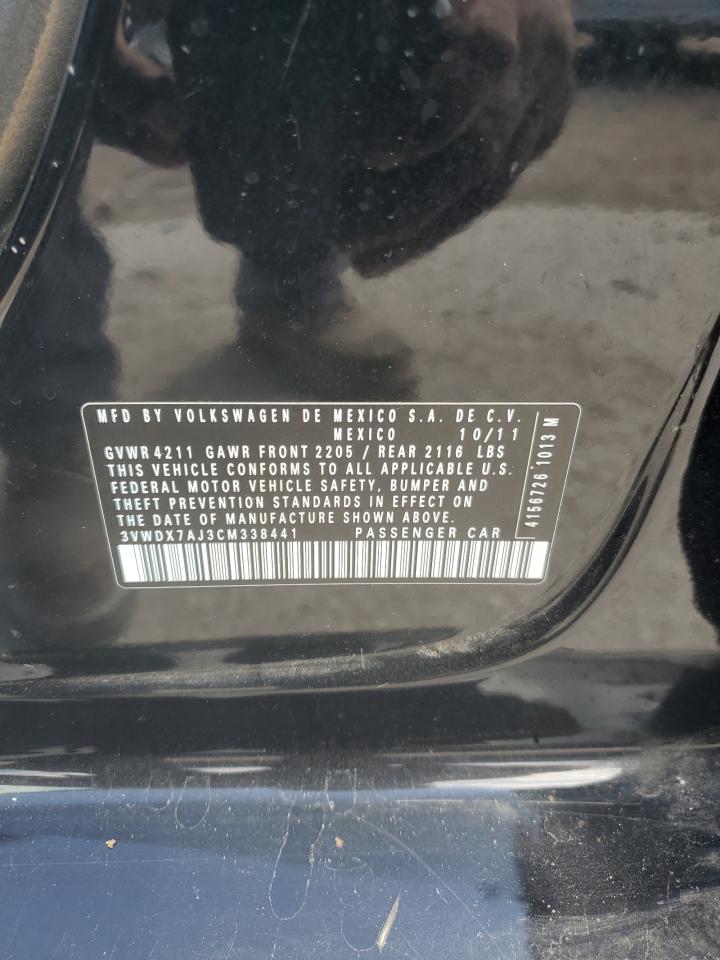 MFD BY VOLKSWAGEN DE MEXICO S.A. DE C.V.
MEXICO 10/11
GVWR 4211 GAWR FRONT 2205 / REAR 2116 LBS
THIS VEHICLE CONFORMS TO ALL APPLICABLE U.S.
FEDERAL MOTOR VEHICLE SAFETY, BUMPER AND
THEFT PREVENTION STANDARDS IN EFFECT ON
THE DATE OF MANUFACTURE SHOWN ABOVE.
3VWDX7AJ3CM338441 PASSENGER CAR
4156726 1013 M